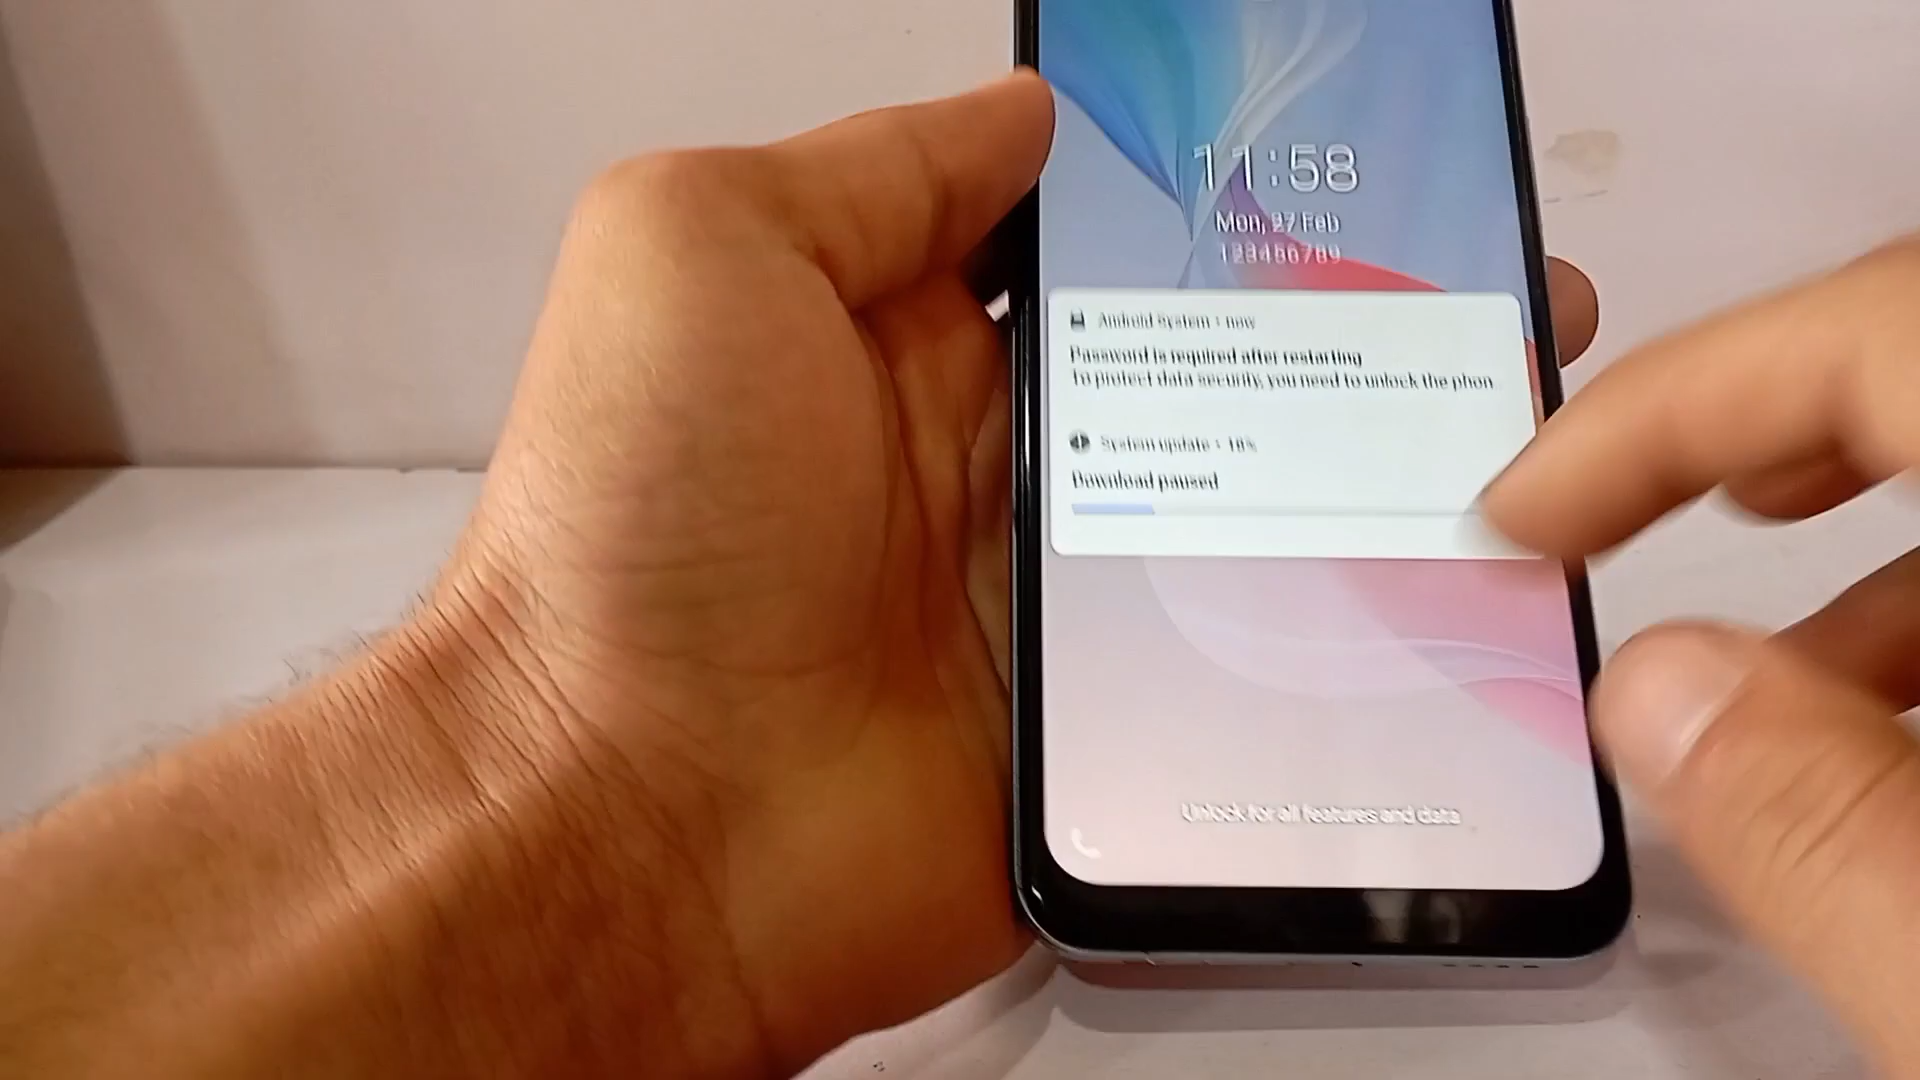 11:58
Mon, 27 Feb
123456789
Android System • now
Password is required after restarting
To protect data security, you need to unlock the phon...
System update • 18%
Download paused
Unlock for all features and data